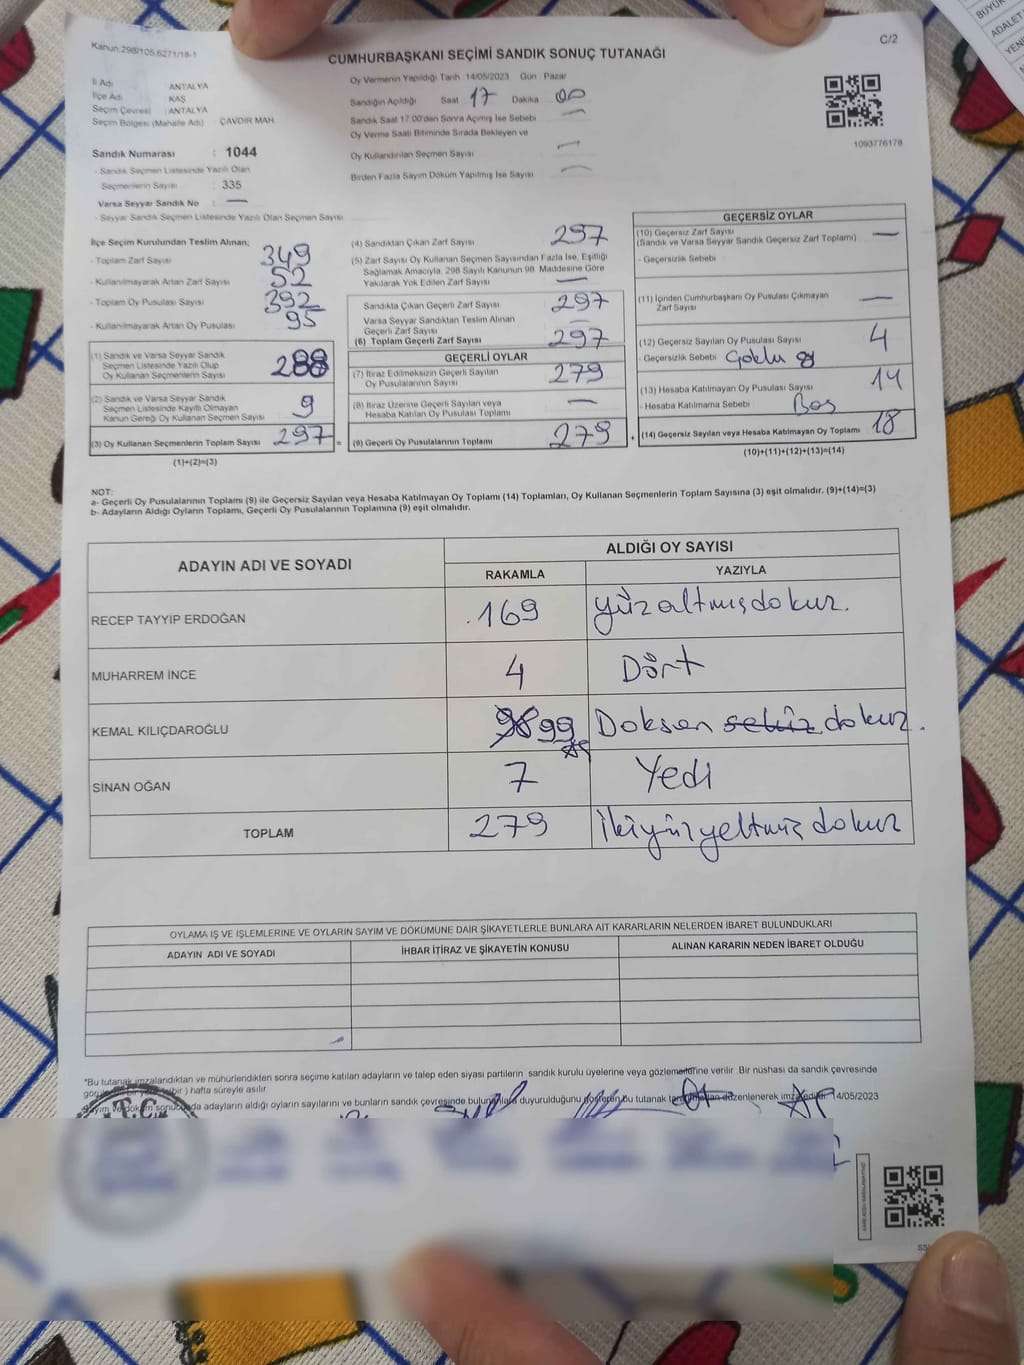 Kanun:298/105,6271/18-1
C/2
CUMHURBAŞKANI SEÇİMİ SANDIK SONUÇ TUTANAĞI
İl Adı : ANTALYA
İlçe Adı : KAŞ
Seçim Çevresi : ANTALYA
Seçim Bölgesi (Mahalle Adı) : ÇAVDIR MAH.
Sandık Numarası : 1044
- Sandık Seçmen Listesinde Yazılı Olan
Seçmenlerin Sayısı : 335
Varsa Seyyar Sandık No : —
- Seyyar Sandık Seçmen Listesinde Yazılı Olan Seçmen Sayısı
Oy Vermenin Yapıldığı Tarih :14/05/2023 Gün : Pazar
Sandığın Açıldığı Saat 17 Dakika 00
Sandık Saat 17:00'den Sonra Açmış İse Sebebi —
Oy Verme Saati Bitiminde Sırada Bekleyen ve
Oy Kullandırılan Seçmen Sayısı —
Birden Fazla Sayım Döküm Yapılmış İse Sayısı —
1093776178
İlçe Seçim Kurulundan Teslim Alınan;
- Toplam Zarf Sayısı 349
- Kullanılmayarak Artan Zarf Sayısı 52
- Toplam Oy Pusulası Sayısı 392
- Kullanılmayarak Artan Oy Pusulası 95
(1) Sandık ve Varsa Seyyar Sandık
Seçmen Listesinde Yazılı Olup
Oy Kullanan Seçmenlerin Sayısı 288
(2) Sandık ve Varsa Seyyar Sandık
Seçmen Listesinde Kayıtlı Olmayan
Kanun Gereği Oy Kullanan Seçmen Sayısı 9
(3) Oy Kullanan Seçmenlerin Toplam Sayısı 297 =
(1)+(2)=(3)
(4) Sandıktan Çıkan Zarf Sayısı 297
(5) Zarf Sayısı Oy Kullanan Seçmen Sayısından Fazla İse, Eşitliği
Sağlamak Amacıyla, 298 Sayılı Kanunun 98. Maddesine Göre
Yakılarak Yok Edilen Zarf Sayısı —
Sandıkta Çıkan Geçerli Zarf Sayısı 297
Varsa Seyyar Sandıktan Teslim Alınan
Geçerli Zarf Sayısı
(6) Toplam Geçerli Zarf Sayısı 297
GEÇERLİ OYLAR
(7) İtiraz Edilmeksizin Geçerli Sayılan
Oy Pusulalarının Sayısı 279
(8) İtiraz Üzerine Geçerli Sayılan veya
Hesaba Katılan Oy Pusulası Toplamı —
(9) Geçerli Oy Pusulalarının Toplamı 279 +
GEÇERSİZ OYLAR
(10) Geçersiz Zarf Sayısı —
(Sandık ve Varsa Seyyar Sandık Geçersiz Zarf Toplamı)
- Geçersizlik Sebebi :
(11) İçinden Cumhurbaşkanı Oy Pusulası Çıkmayan
Zarf Sayısı —
(12) Geçersiz Sayılan Oy Pusulası Sayısı 4
- Geçersizlik Sebebi Çoklu oy
(13) Hesaba Katılmayan Oy Pusulası Sayısı 14
- Hesaba Katılmama Sebebi : Boş
(14) Geçersiz Sayılan veya Hesaba Katılmayan Oy Toplamı 18
(10)+(11)+(12)+(13)=(14)
NOT:
a- Geçerli Oy Pusulalarının Toplamı (9) ile Geçersiz Sayılan veya Hesaba Katılmayan Oy Toplamı (14) Toplamları, Oy Kullanan Seçmenlerin Toplam Sayısına (3) eşit olmalıdır. (9)+(14)=(3)
b- Adayların Aldığı Oyların Toplamı, Geçerli Oy Pusulalarının Toplamına (9) eşit olmalıdır.
ADAYIN ADI VE SOYADI
ALDIĞI OY SAYISI
RAKAMLA YAZIYLA
RECEP TAYYİP ERDOĞAN 169 yüzaltmışdokuz.
MUHARREM İNCE 4 Dört
KEMAL KILIÇDAROĞLU 98 99 Doksan sekiz dokuz.
SİNAN OĞAN 7 Yedi
TOPLAM 279 ikiyüzyetmişdokuz
OYLAMA İŞ VE İŞLEMLERİNE VE OYLARIN SAYIM VE DÖKÜMÜNE DAİR ŞİKAYETLERLE BUNLARA AİT KARARLARIN NELERDEN İBARET BULUNDUKLARI
ADAYIN ADI VE SOYADI İHBAR İTİRAZ VE ŞİKAYETİN KONUSU ALINAN KARARIN NEDEN İBARET OLDUĞU
"Bu tutanak imzalandıktan ve mühürlendikten sonra seçime katılan adayların ve talep eden siyasi partilerin sandık kurulu üyelerine veya gözlemcilerine verilir. Bir nüshası da sandık çevresinde
bir ) hafta süreyle asılır.
Sayım ve döküm sonucunda adayların aldığı oyların sayılarını ve bunların sandık çevresinde duyurulduğunu gösteren bu tutanak tarafımızdan düzenlenerek imza edildi. 14/05/2023
T.C.
BÜYÜK
ADALET
YENİ